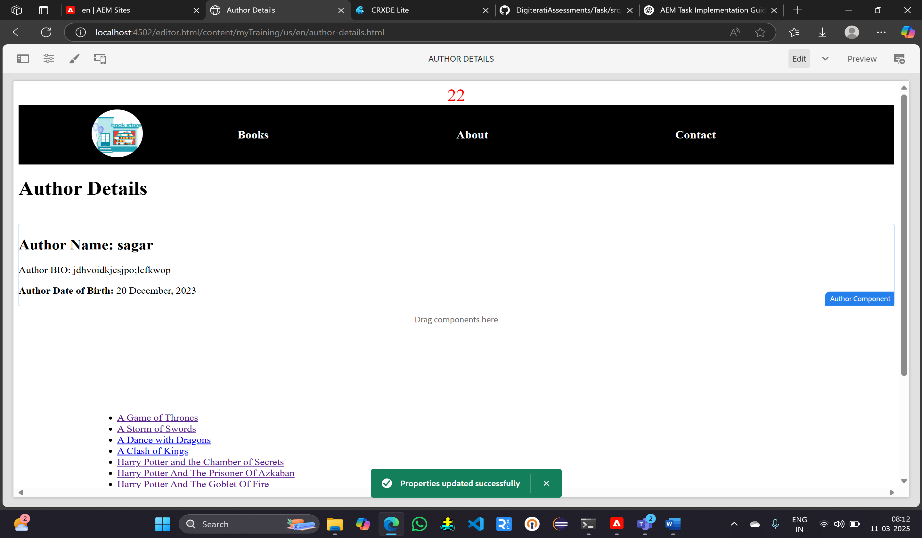 en | AEM Sites
Author Details
CRXDE Lite
DigiteratiAssessments/Task/src
AEM Task Implementation Guid
localhost:4502/editor.html/content/myTraining/us/en/author-details.html
AUTHOR DETAILS
Edit
Preview
22
Books
About
Contact
Author Details
Author Name: sagar
Author BIO: jdhvoidkjcsjpo;lcfkwop
Author Date of Birth: 20 December, 2023
Author Component
Drag components here
A Game of Thrones
A Storm of Swords
A Dance with Dragons
A Clash of Kings
Harry Potter and the Chamber of Secrets
Harry Potter And The Prisoner Of Azkaban
Harry Potter And The Goblet Of Fire
Properties updated successfully
2
Search
2
ENG
IN
08:12
11-03-2025